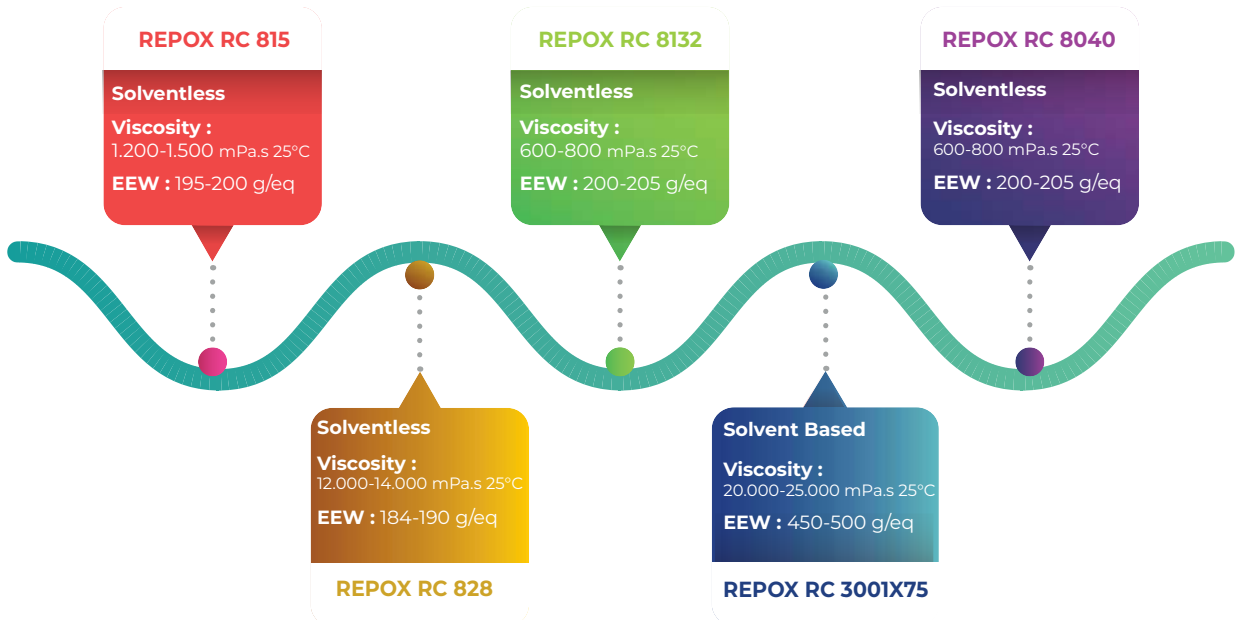 REPOX RC 815
Solventless
Viscosity :
1.200-1.500 mPa.s 25°C
EEW : 195-200 g/eq
Solventless
Viscosity :
12.000-14.000 mPa.s 25°C
EEW : 184-190 g/eq
REPOX RC 828
REPOX RC 8132
Solventless
Viscosity :
600-800 mPa.s 25°C
EEW : 200-205 g/eq
Solvent Based
Viscosity :
20.000-25.000 mPa.s 25°C
EEW : 450-500 g/eq
REPOX RC 3001X75
REPOX RC 8040
Solventless
Viscosity :
600-800 mPa.s 25°C
EEW : 200-205 g/eq